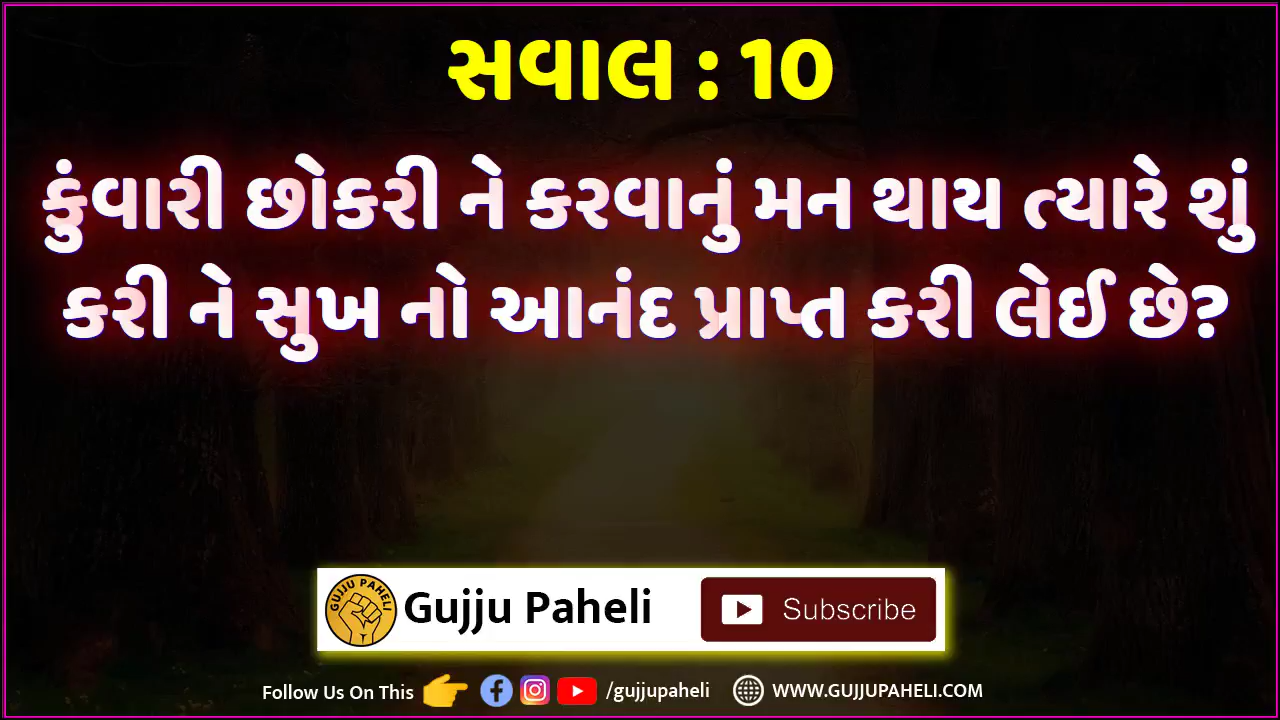 સવાલ : 10
કુંવારી છોકરી ને કરવાનું મન થાય ત્યારે શું
કરી ને સુખ નો આનંદ પ્રાપ્ત કરી લેઈ છે?
GUJJU PAHELI
Gujju Paheli
Subscribe
Follow Us On This /gujjupaheli WWW.GUJJUPAHELI.COM